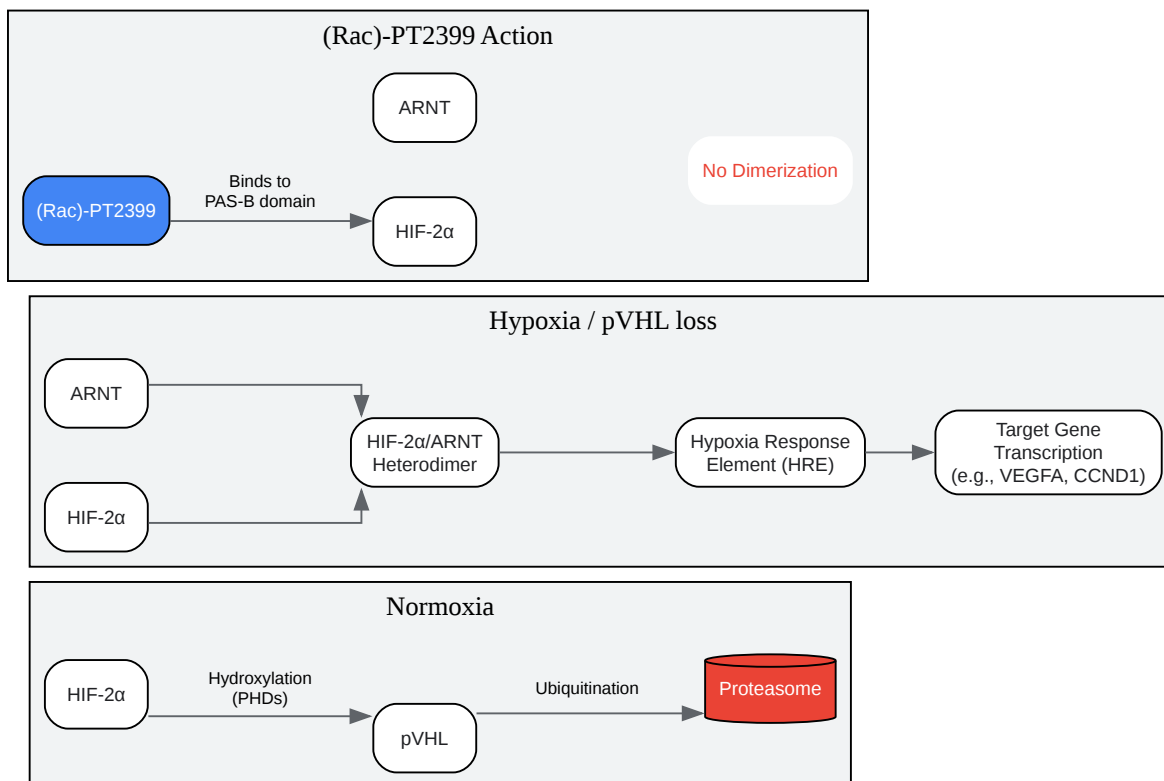 (Rac)-PT2399 Action
ARNT
No Dimerization
Binds to
PAS-B domain
(Rac)-PT2399
HIF-2α
Hypoxia / pVHL loss
ARNT
HIF-2α/ARNT
Heterodimer
Hypoxia Response
Element (HRE)
Target Gene
Transcription
(e.g., VEGFA, CCND1)
HIF-2α
Normoxia
HIF-2α
Hydroxylation
(PHDs)
pVHL
Ubiquitination
Proteasome